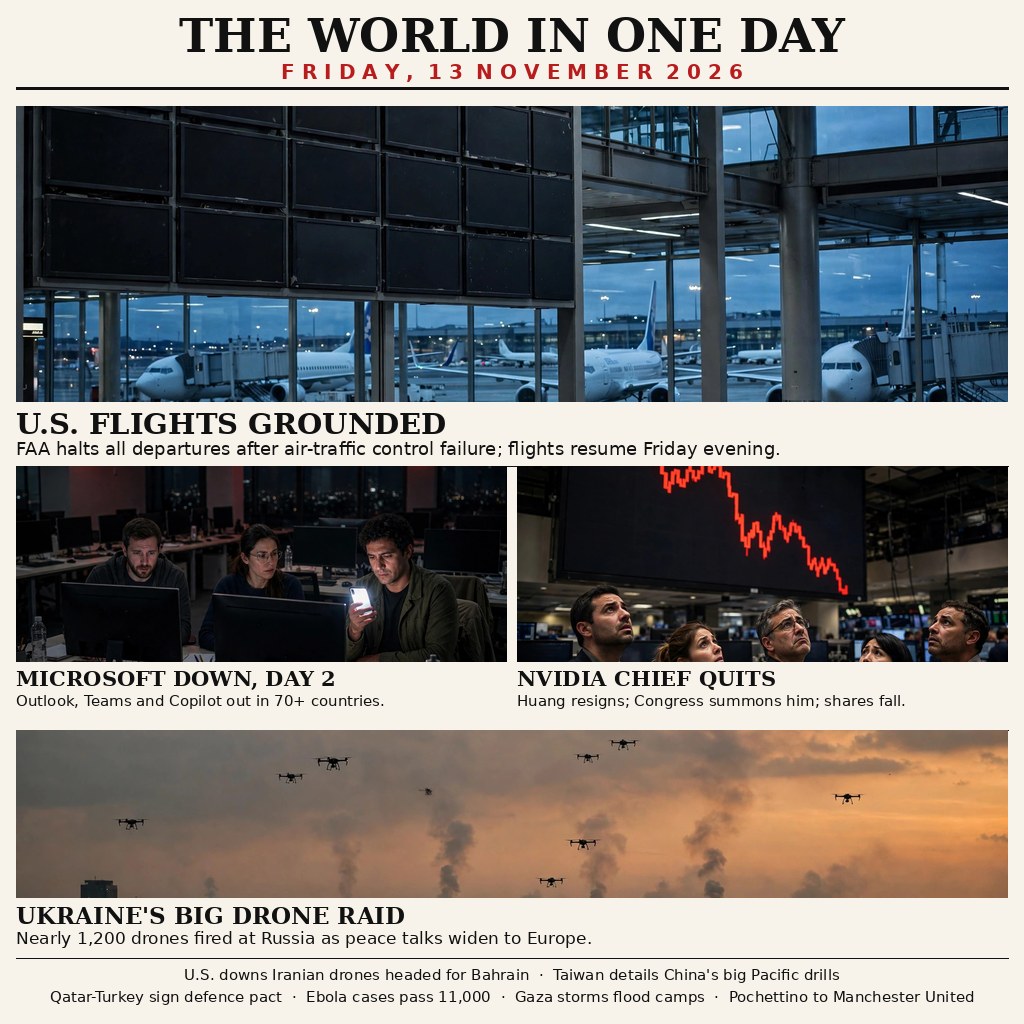 THE WORLD IN ONE DAY
FRIDAY, 13 NOVEMBER 2026
U.S. FLIGHTS GROUNDED
FAA halts all departures after air-traffic control failure; flights resume Friday evening.
MICROSOFT DOWN, DAY 2
Outlook, Teams and Copilot out in 70+ countries.
NVIDIA CHIEF QUITS
Huang resigns; Congress summons him; shares fall.
UKRAINE'S BIG DRONE RAID
Nearly 1,200 drones fired at Russia as peace talks widen to Europe.
U.S. downs Iranian drones headed for Bahrain · Taiwan details China's big Pacific drills
Qatar-Turkey sign defence pact · Ebola cases pass 11,000 · Gaza storms flood camps · Pochettino to Manchester United